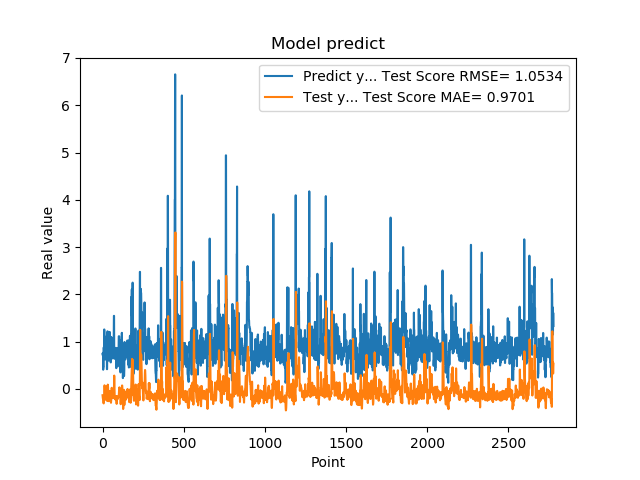 Model predict
Predict y... Test Score RMSE= 1.0534
Test y... Test Score MAE= 0.9701
Real value
7
6
5
4
3
2
1
0
0 500 1000 1500 2000 2500
Point